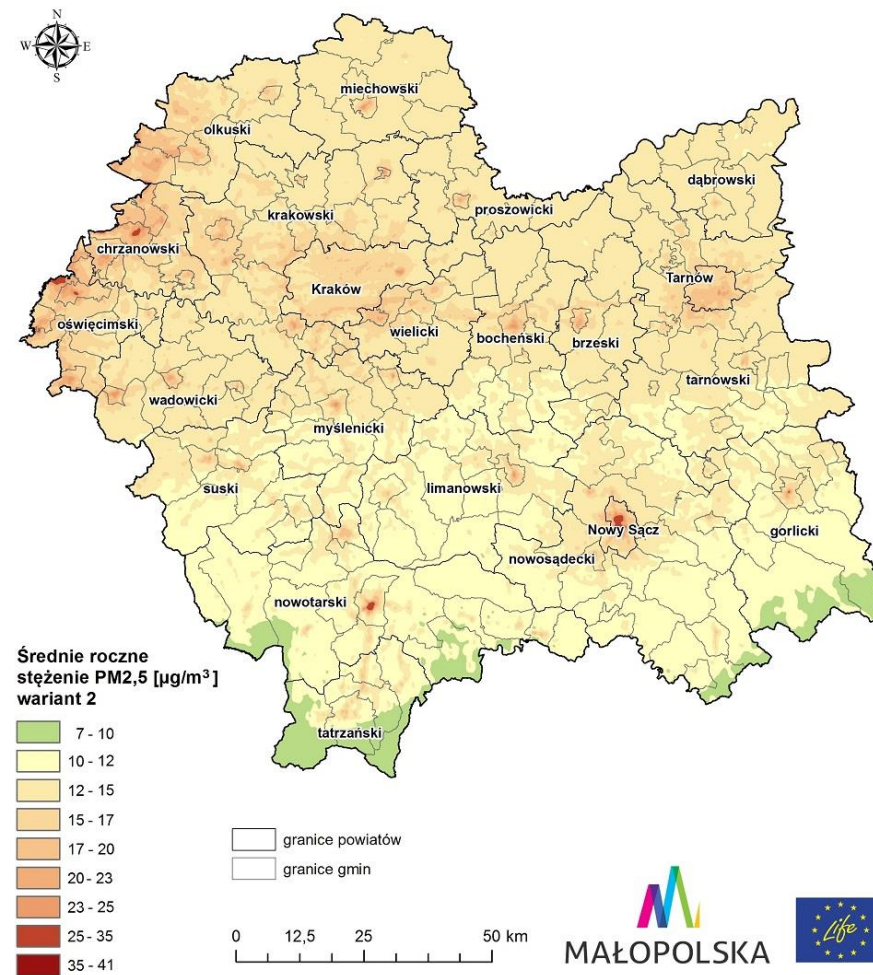 N
W E
S
miechowski
olkuski
dąbrowski
krakowski
proszowicki
chrzanowski
Tarnów
Kraków
oświęcimski
wielicki
bocheński
brzeski
tarnowski
wadowicki
myślenicki
suski
limanowski
Nowy Sącz
gorlicki
nowosądecki
nowotarski
tatrzański
Średnie roczne
stężenie PM2,5 [µg/m³]
wariant 2
7 - 10
10 - 12
12 - 15
15 - 17
17 - 20
20 - 23
23 - 25
25 - 35
35 - 41
granice powiatów
granice gmin
0 12,5 25 50 km
MAŁOPOLSKA
Life